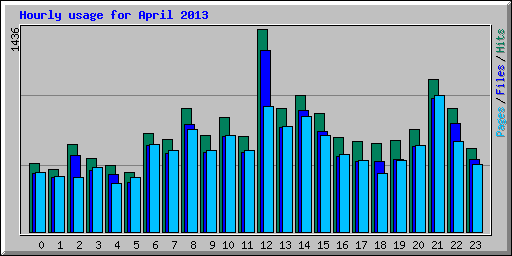 Hourly usage for April 2013
1436
Pages / Files / Hits
0 1 2 3 4 5 6 7 8 9 10 11 12 13 14 15 16 17 18 19 20 21 22 23